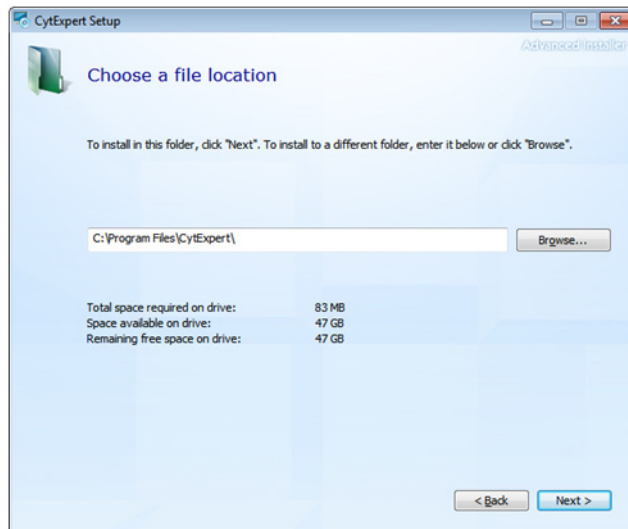 CytExpert Setup
Advanced Installer
Choose a file location
To install in this folder, click "Next". To install to a different folder, enter it below or click "Browse".
C:\Program Files\CytExpert\
Browse...
Total space required on drive: 83 MB
Space available on drive: 47 GB
Remaining free space on drive: 47 GB
< Back
Next >